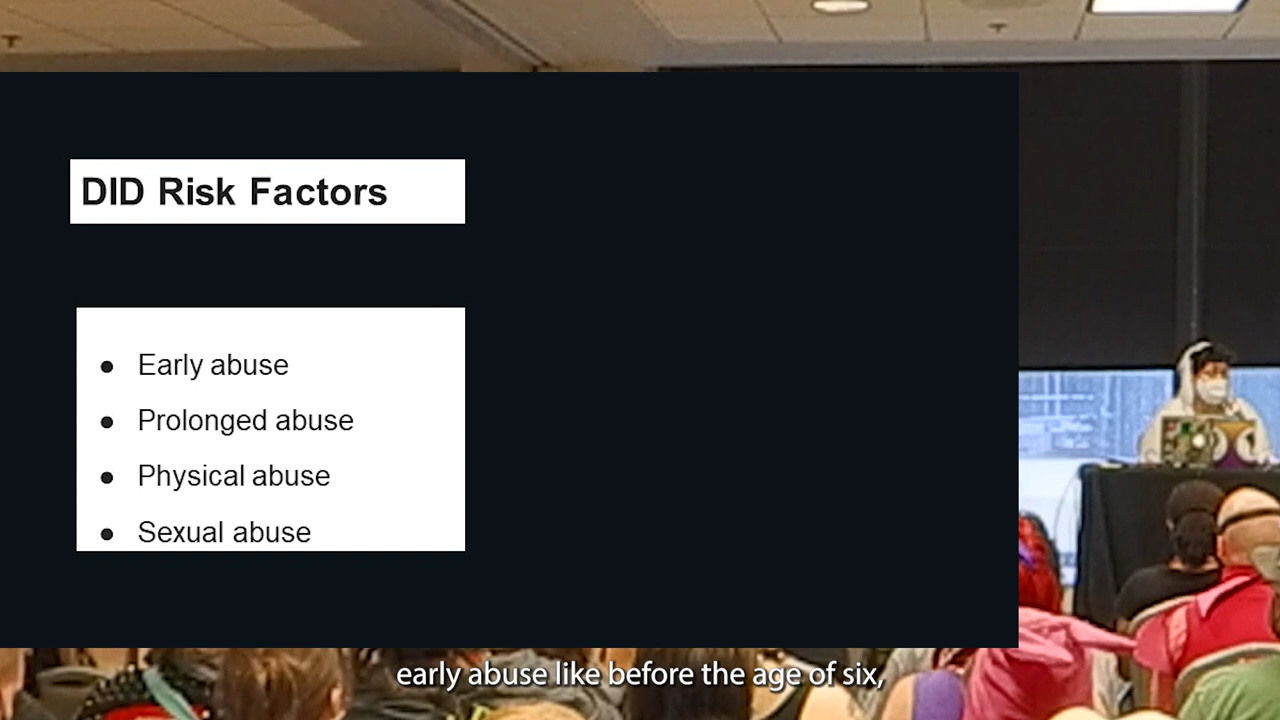 DID Risk Factors
● Early abuse
● Prolonged abuse
● Physical abuse
● Sexual abuse
early abuse like before the age of six,